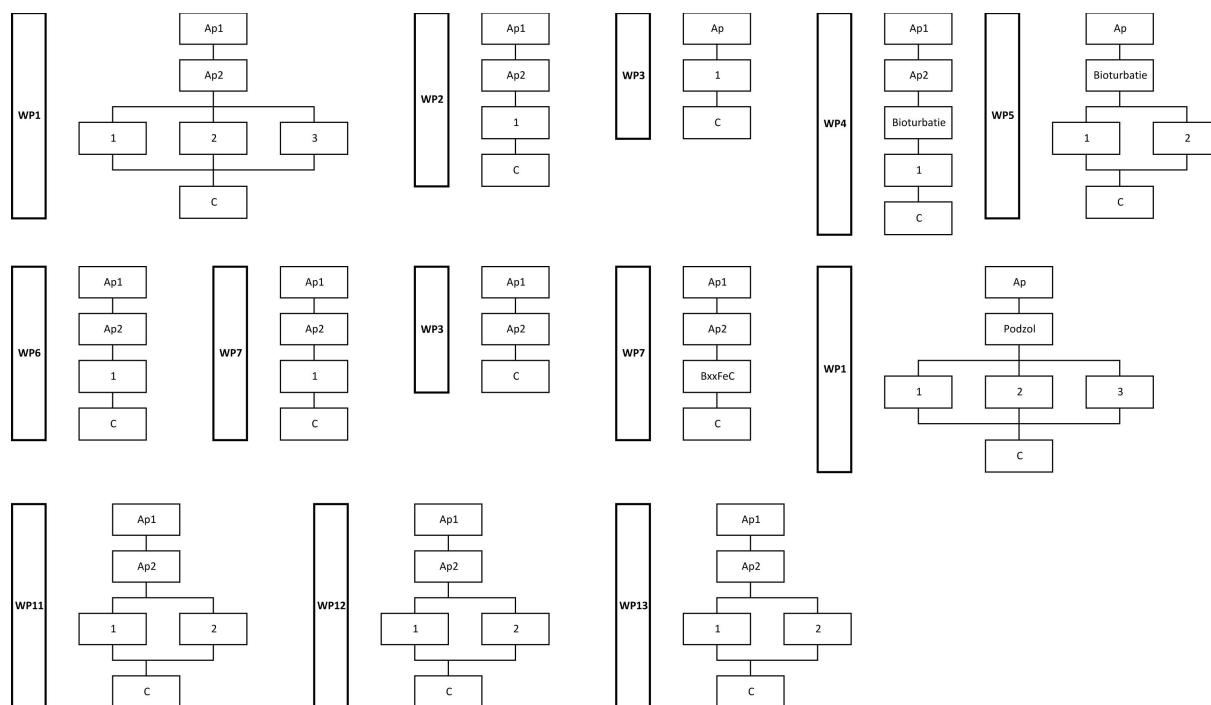 WP1
Ap1
Ap2
1 2 3
C
WP2
Ap1
Ap2
1
C
WP3
Ap
1
C
WP4
Ap1
Ap2
Bioturbatie
1
C
WP5
Ap
Bioturbatie
1 2
C
WP6
Ap1
Ap2
1
C
WP7
Ap1
Ap2
1
C
WP3
Ap1
Ap2
C
WP7
Ap1
Ap2
BxxFeC
C
WP1
Ap
Podzol
1 2 3
C
WP11
Ap1
Ap2
1 2
C
WP12
Ap1
Ap2
1 2
C
WP13
Ap1
Ap2
1 2
C